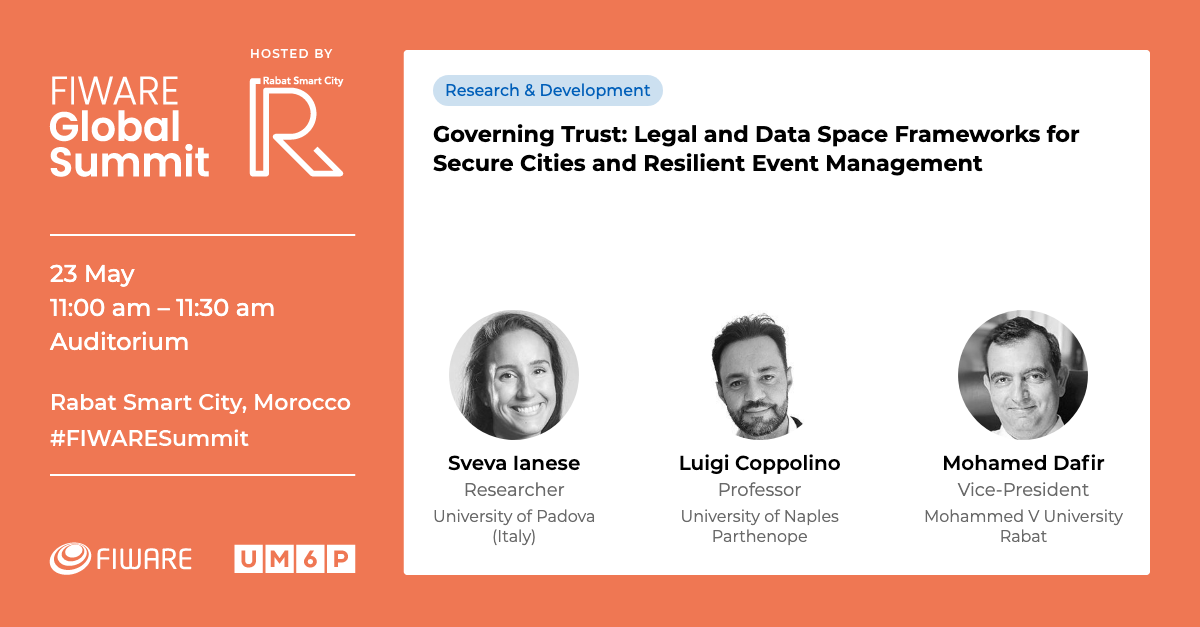 HOSTED BY
FIWARE
Global
Summit
Rabat Smart City
R
23 May
11:00 am – 11:30 am
Auditorium
Rabat Smart City, Morocco
#FIWARESummit
FIWARE
UM6P
Research & Development
Governing Trust: Legal and Data Space Frameworks for
Secure Cities and Resilient Event Management
Sveva Ianese
Researcher
University of Padova
(Italy)
Luigi Coppolino
Professor
University of Naples
Parthenope
Mohamed Dafir
Vice-President
Mohammed V University
Rabat